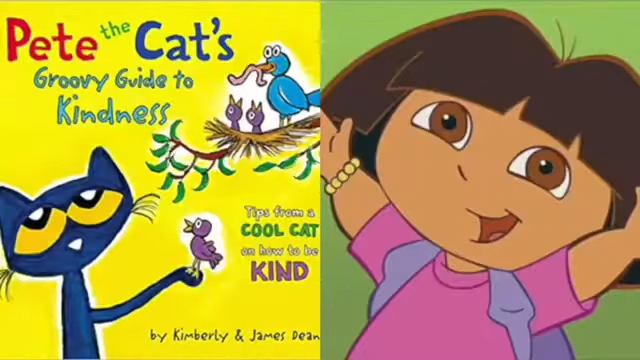 Pete the Cat's
Groovy Guide to
Kindness
Tips from a
COOL CAT
on how to be
KIND
by Kimberly & James Dean